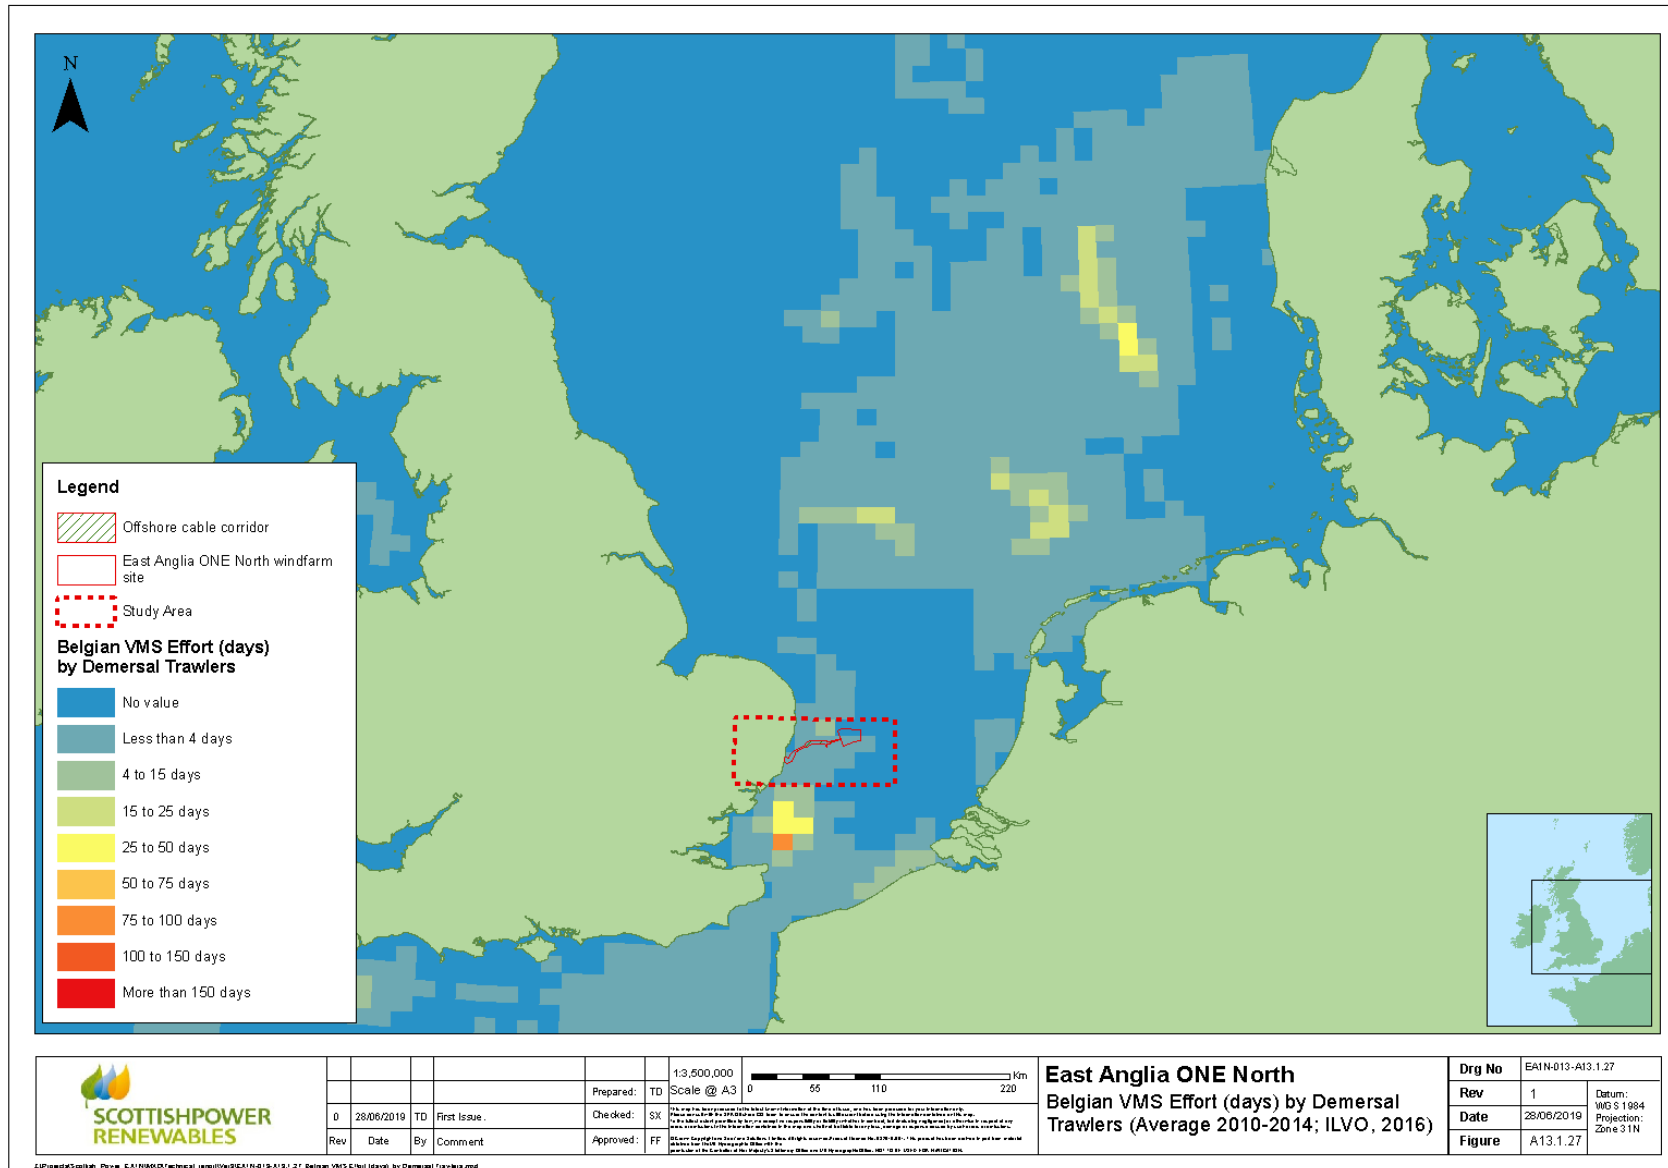 N
Legend
Offshore cable corridor
East Anglia ONE North windfarm
site
Study Area
Belgian VMS Effort (days)
by Demersal Trawlers
No value
Less than 4 days
4 to 15 days
15 to 25 days
25 to 50 days
50 to 75 days
75 to 100 days
100 to 150 days
More than 150 days
SCOTTISHPOWER
RENEWABLES
0 28/06/2019 TD First Issue.
Rev Date By Comment
Prepared: TD
Checked: SX
Approved: FF
1:3,500,000
Scale @ A3
0 55 110 220 Km
East Anglia ONE North
Belgian VMS Effort (days) by Demersal
Trawlers (Average 2010-2014; ILVO, 2016)
Drg No EA1N-013-A13.1.27
Rev 1
Date 28/06/2019
Figure A13.1.27
Datum:
WGS 1984
Projection:
Zone 31N